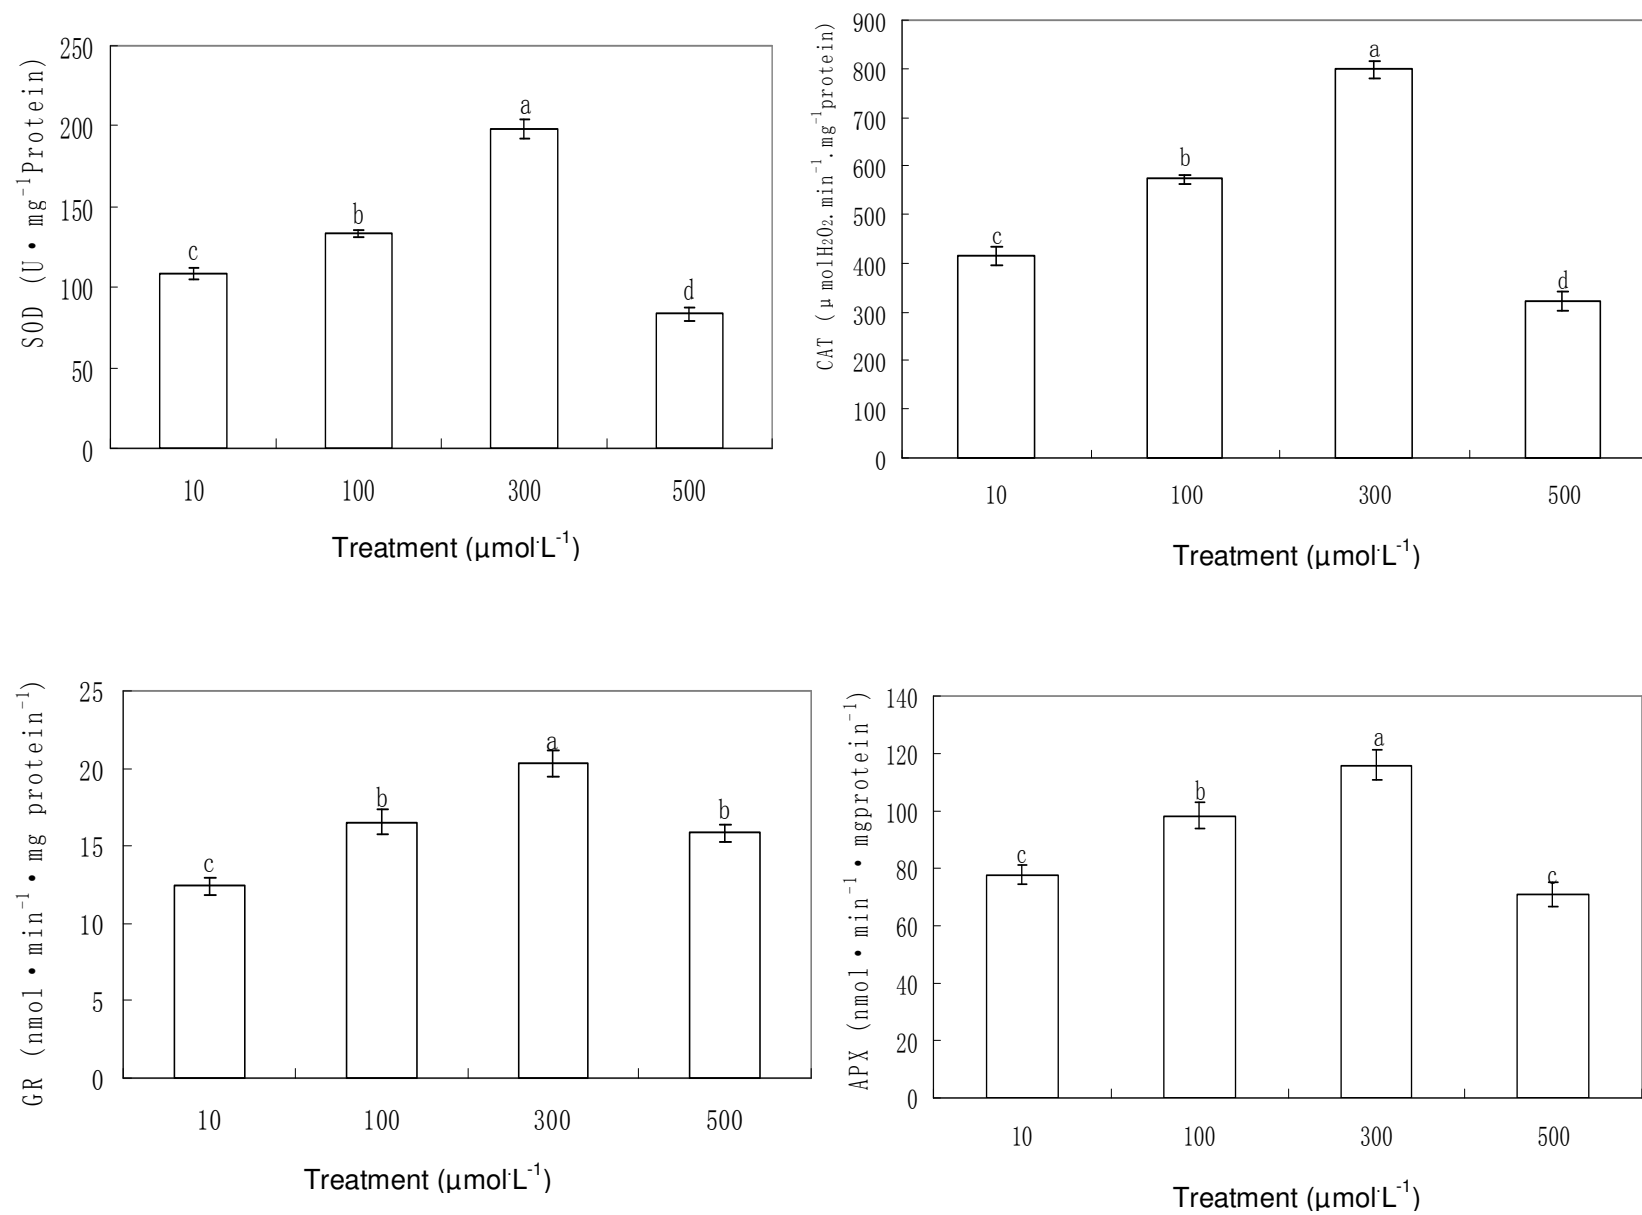 SOD (U • mg⁻¹Protein)
250
200
150
100
50
0
c
b
a
d
10 100 300 500
Treatment (µmol·L⁻¹)
CAT (μ molH₂O₂.min⁻¹.mg⁻¹protein)
900
800
700
600
500
400
300
200
100
0
c
b
a
d
10 100 300 500
Treatment (µmol·L⁻¹)
GR (nmol • min⁻¹ • mg protein⁻¹)
25
20
15
10
5
0
c
b
a
b
10 100 300 500
Treatment (µmol·L⁻¹)
APX (nmol • min⁻¹ • mgprotein⁻¹)
140
120
100
80
60
40
20
0
c
b
a
c
10 100 300 500
Treatment (µmol·L⁻¹)